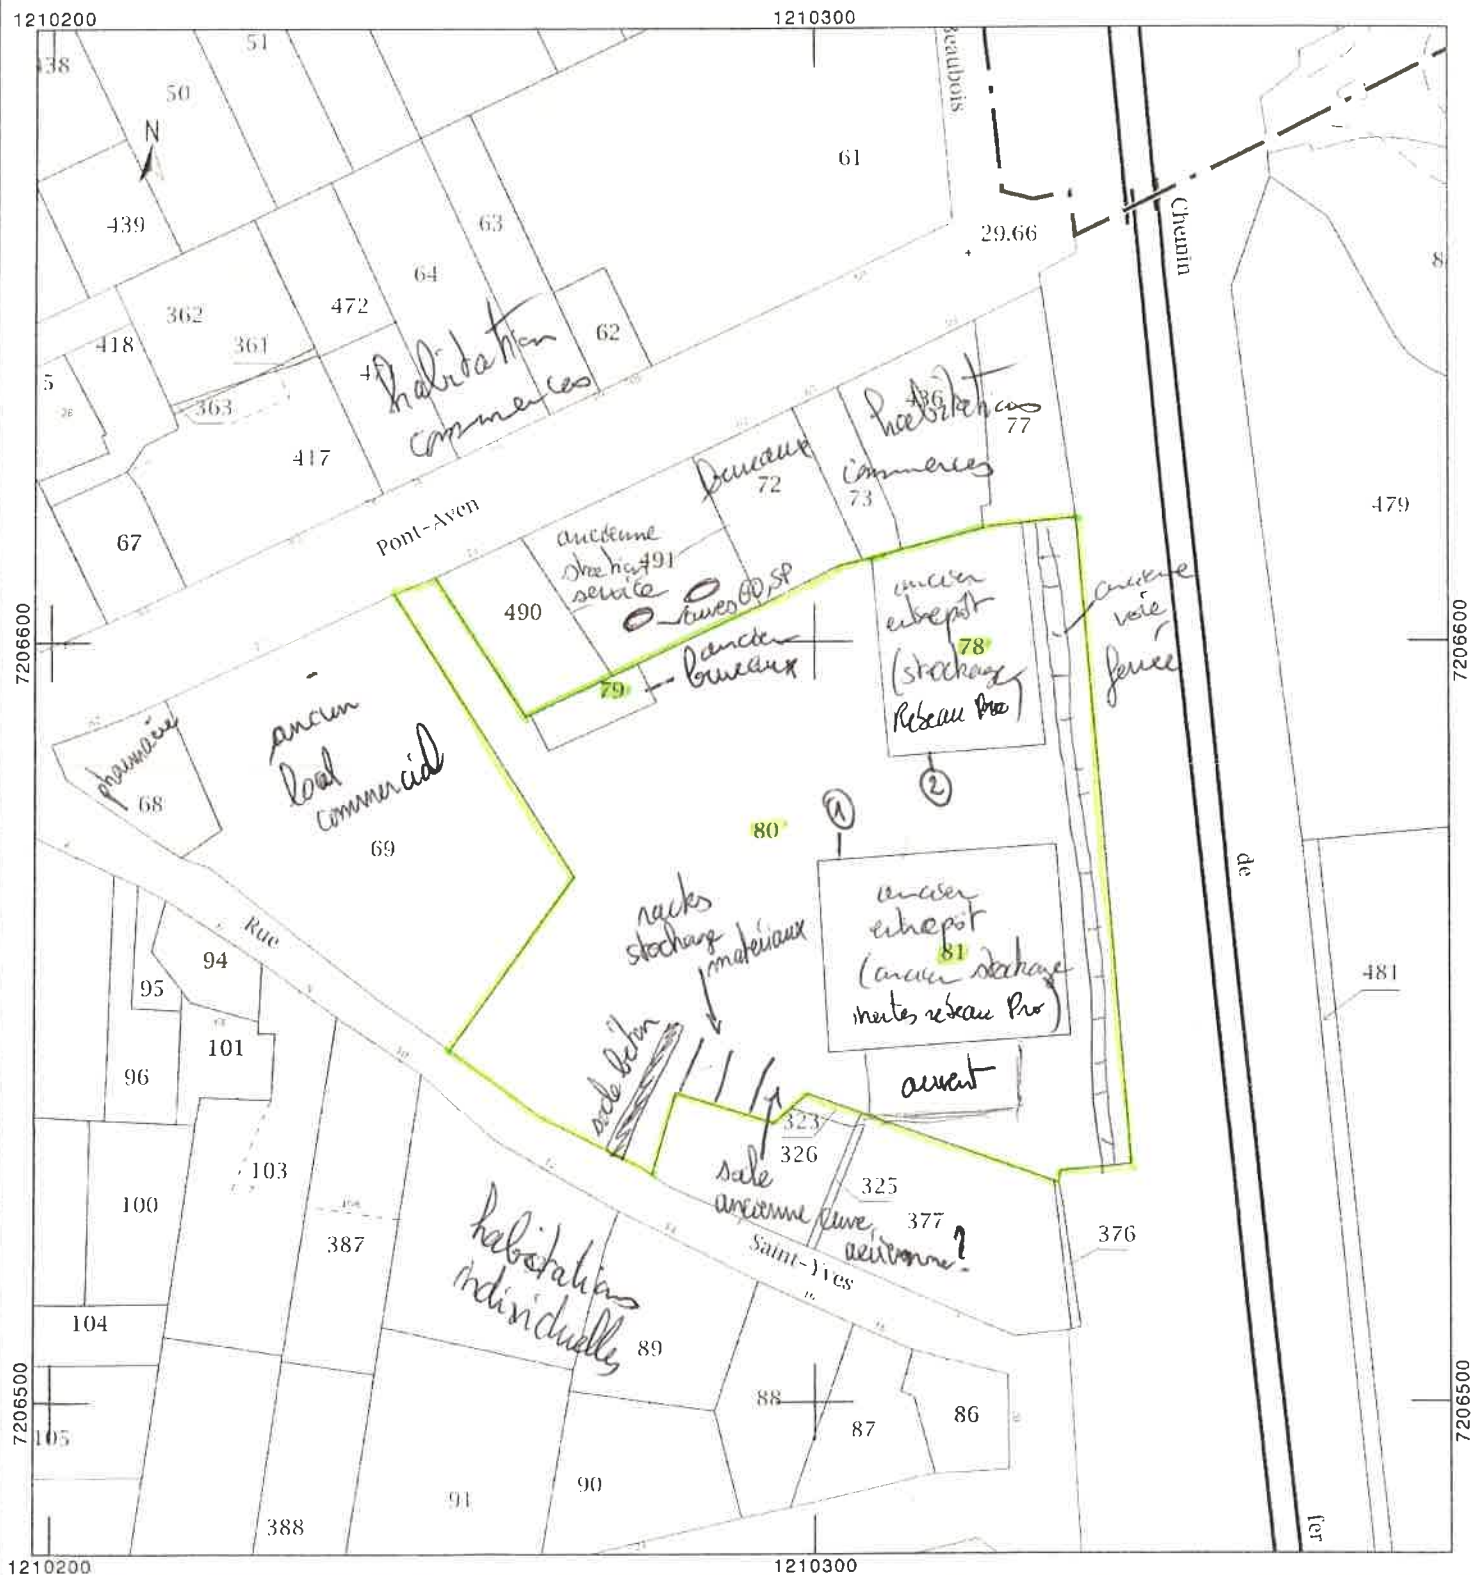 1210200
1210300
51
50
N
Beaubois
61
439
63
29.66
Chemin
64
472
362
361
418
62
363
habitation
commerces
417
436
habitations
77
commerces
73
bureaux
72
479
67
Pont-Aven
ancienne
station
service
491
490
cuves GO, SP
ancien
bureaux
79
ancien
entrepôt
78
(stockage
Réseau Pro)
ancienne
voie
ferrée
7206600
7206600
pharmacie
68
ancien
local
commercial
69
80
1
2
de
Rue
94
95
racks
stockage
matériaux
ancien
entrepôt
81
(ancien stockage
inertes réseau Pro)
481
101
96
socle béton
auvent
323
326
103
100
325
377
376
387
socle
ancienne cuve
aérienne?
Saint-Yves
habitations
individuelles
104
89
88
87
86
7206500
7206500
105
90
91
388
fer
1210200
1210300